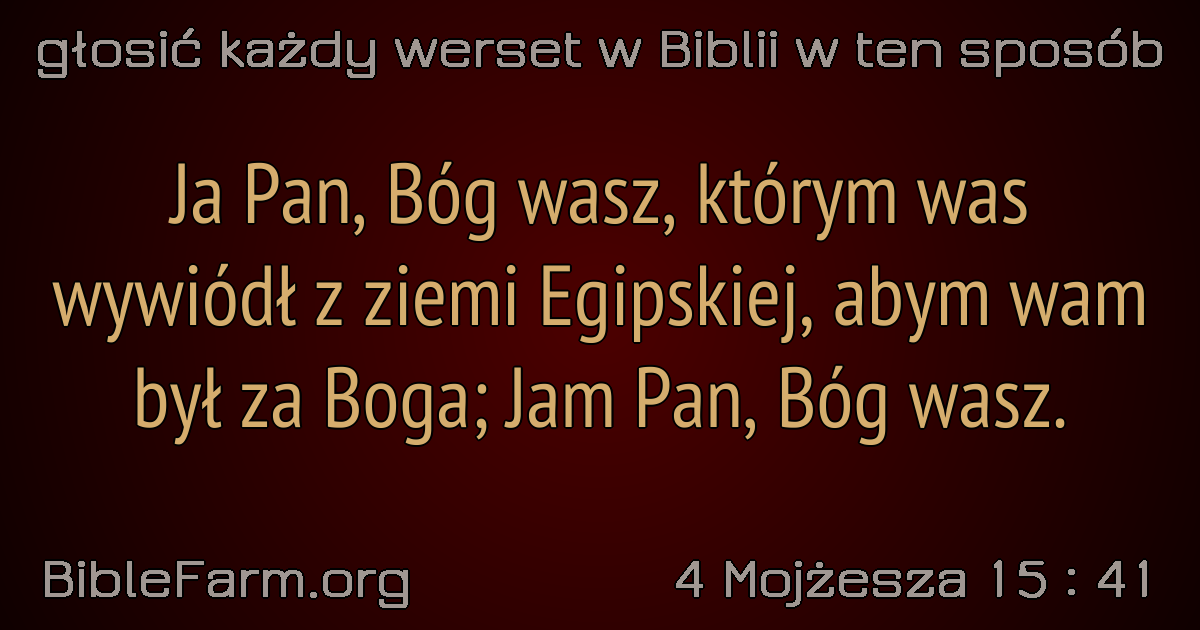 głosić każdy werset w Biblii w ten sposób
Ja Pan, Bóg wasz, którym was
wywiódł z ziemi Egipskiej, abym wam
był za Boga; Jam Pan, Bóg wasz.
BibleFarm.org
4 Mojżesza 15 : 41